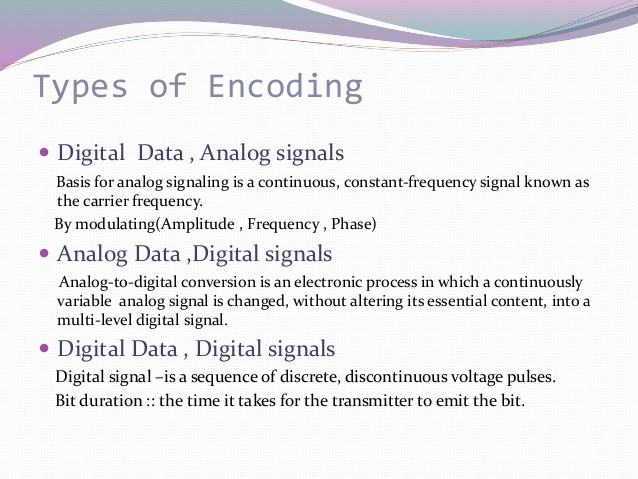 Types of Encoding
• Digital  Data , Analog signals
Basis for analog signaling is a continuous, constant-frequency signal known as
the carrier frequency.
By modulating(Amplitude , Frequency , Phase)
• Analog Data ,Digital signals
Analog-to-digital conversion is an electronic process in which a continuously
variable  analog signal is changed, without altering its essential content, into a
multi-level digital signal.
• Digital Data , Digital signals
Digital signal –is a sequence of discrete, discontinuous voltage pulses.
Bit duration :: the time it takes for the transmitter to emit the bit.